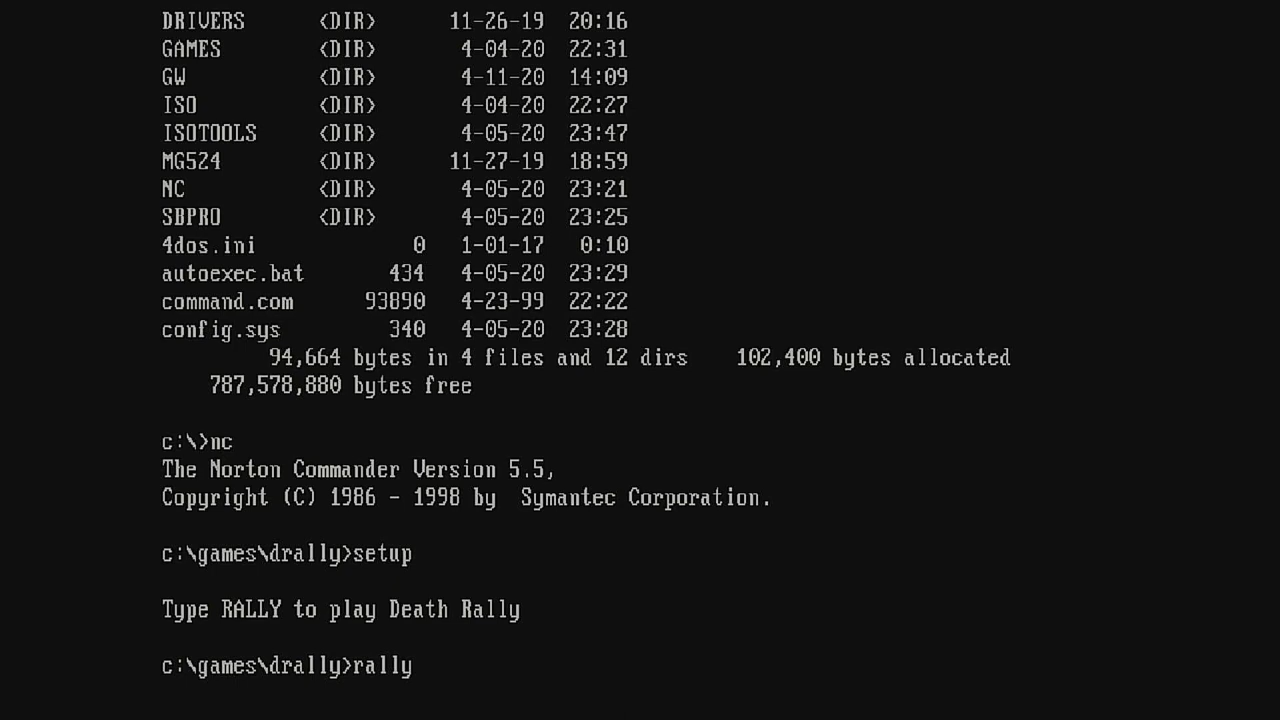 DRIVERS <DIR> 11-26-19 20:16
GAMES <DIR> 4-04-20 22:31
GW <DIR> 4-11-20 14:09
ISO <DIR> 4-04-20 22:27
ISOTOOLS <DIR> 4-05-20 23:47
MG524 <DIR> 11-27-19 18:59
NC <DIR> 4-05-20 23:21
SBPRO <DIR> 4-05-20 23:25
4dos.ini 0 1-01-17 0:10
autoexec.bat 434 4-05-20 23:29
command.com 93890 4-23-99 22:22
config.sys 340 4-05-20 23:28
94,664 bytes in 4 files and 12 dirs 102,400 bytes allocated
787,578,880 bytes free
c:\>nc
The Norton Commander Version 5.5,
Copyright (C) 1986 - 1998 by Symantec Corporation.
c:\games\drally>setup
Type RALLY to play Death Rally
c:\games\drally>rally